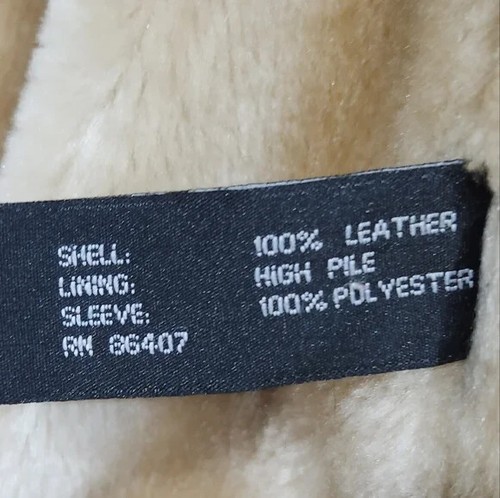 SHELL: 100% LEATHER
LINING: HIGH PILE
SLEEVE: 100% POLYESTER
RN 86407